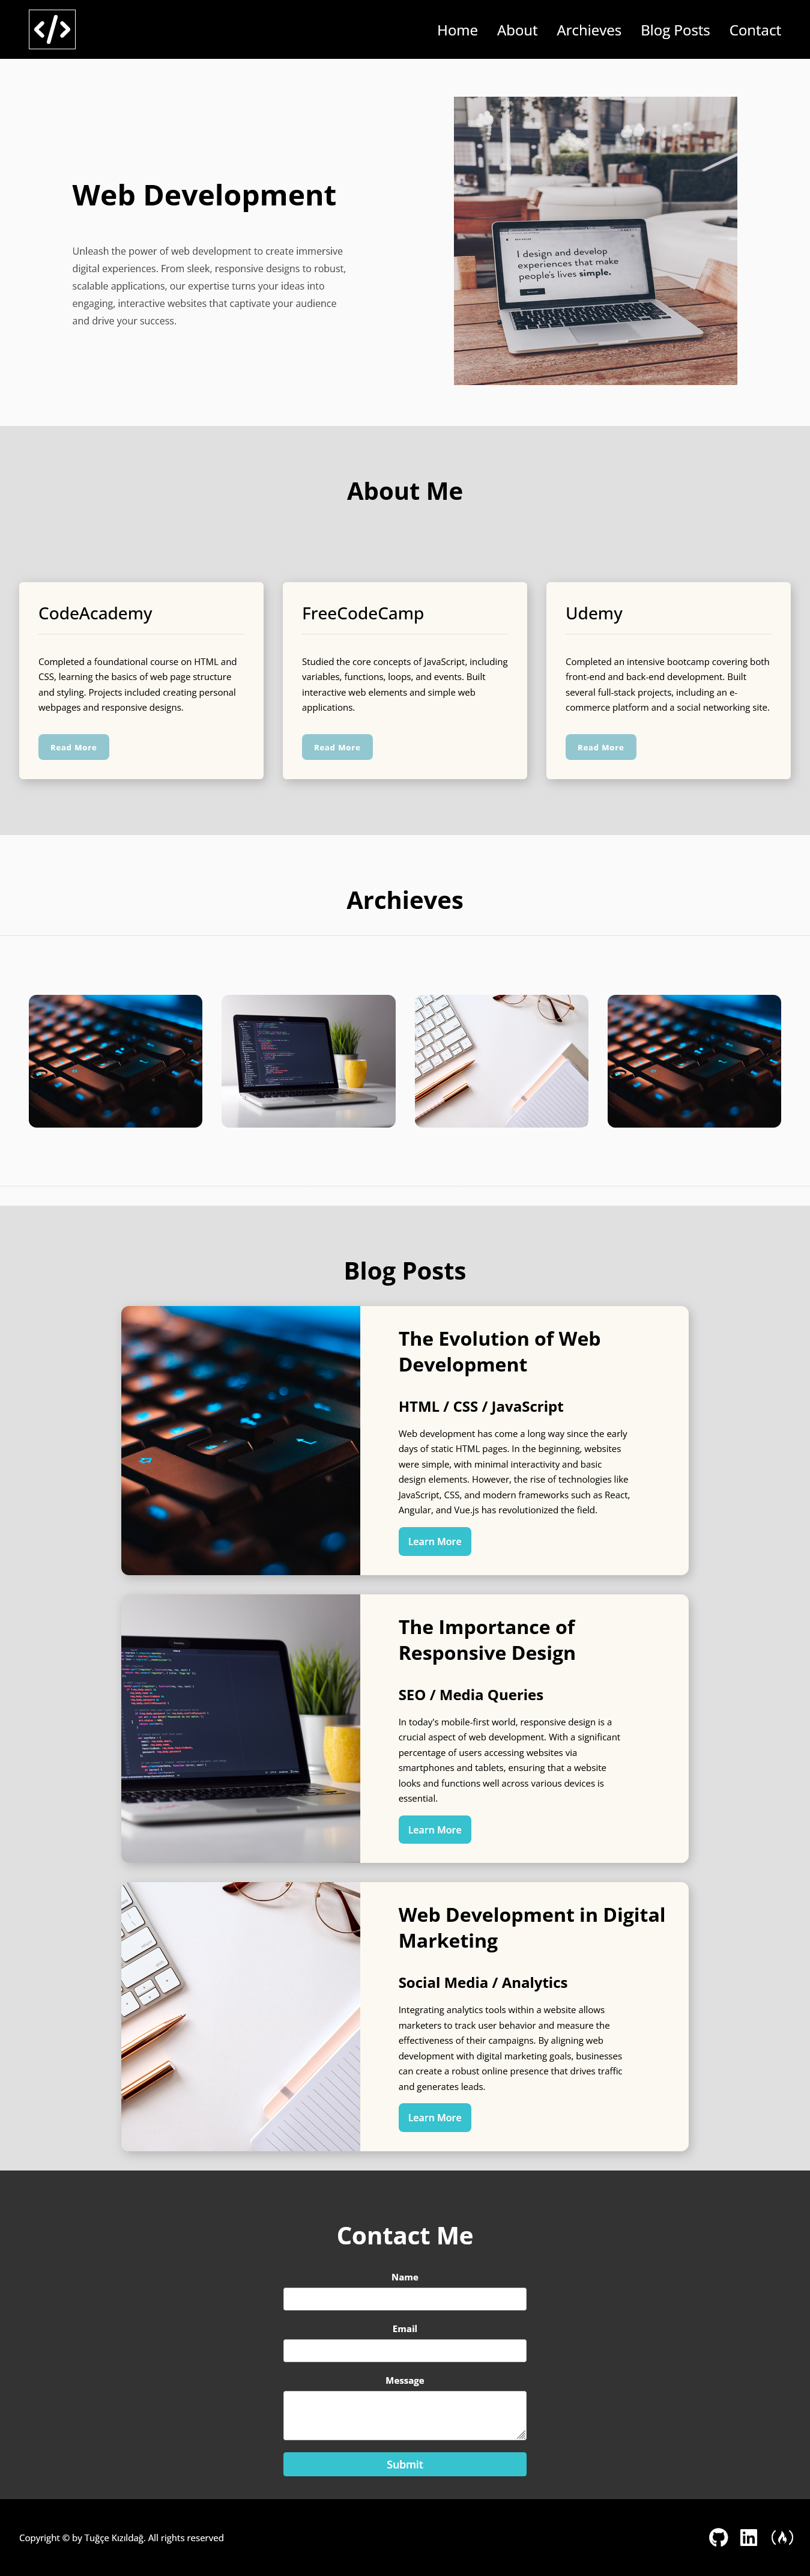 </>
Home About Archieves Blog Posts Contact
Web Development
Unleash the power of web development to create immersive
digital experiences. From sleek, responsive designs to robust,
scalable applications, our expertise turns your ideas into
engaging, interactive websites that captivate your audience
and drive your success.
I design and develop
experiences that make
people's lives simple.
About Me
CodeAcademy
Completed a foundational course on HTML and
CSS, learning the basics of web page structure
and styling. Projects included creating personal
webpages and responsive designs.
Read More
FreeCodeCamp
Studied the core concepts of JavaScript, including
variables, functions, loops, and events. Built
interactive web elements and simple web
applications.
Read More
Udemy
Completed an intensive bootcamp covering both
front-end and back-end development. Built
several full-stack projects, including an e-
commerce platform and a social networking site.
Read More
Archieves
Blog Posts
The Evolution of Web
Development
HTML / CSS / JavaScript
Web development has come a long way since the early
days of static HTML pages. In the beginning, websites
were simple, with minimal interactivity and basic
design elements. However, the rise of technologies like
JavaScript, CSS, and modern frameworks such as React,
Angular, and Vue.js has revolutionized the field.
Learn More
The Importance of
Responsive Design
SEO / Media Queries
In today's mobile-first world, responsive design is a
crucial aspect of web development. With a significant
percentage of users accessing websites via
smartphones and tablets, ensuring that a website
looks and functions well across various devices is
essential.
Learn More
Web Development in Digital
Marketing
Social Media / Analytics
Integrating analytics tools within a website allows
marketers to track user behavior and measure the
effectiveness of their campaigns. By aligning web
development with digital marketing goals, businesses
can create a robust online presence that drives traffic
and generates leads.
Learn More
Contact Me
Name
Email
Message
Submit
Copyright © by Tuğçe Kızıldağ. All rights reserved